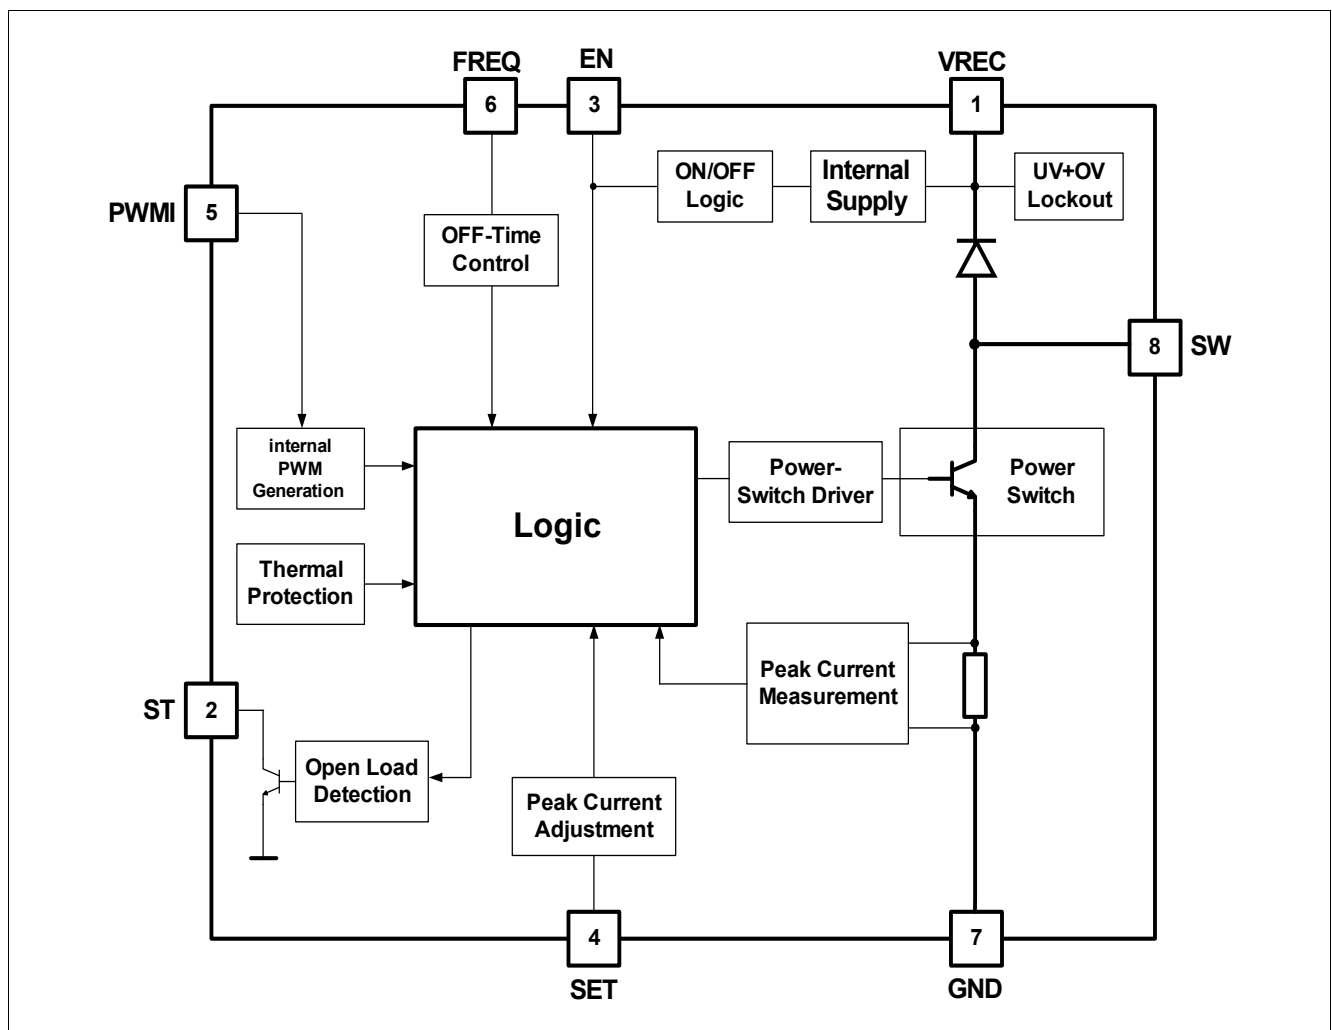 FREQ
EN
VREC
6
3
1
ON/OFF
Logic
Internal
Supply
UV+OV
Lockout
PWMI
5
OFF-Time
Control
8
SW
internal
PWM
Generation
Logic
Power-
Switch Driver
Power
Switch
Thermal
Protection
Peak Current
Measurement
ST
2
Open Load
Detection
Peak Current
Adjustment
4
7
SET
GND